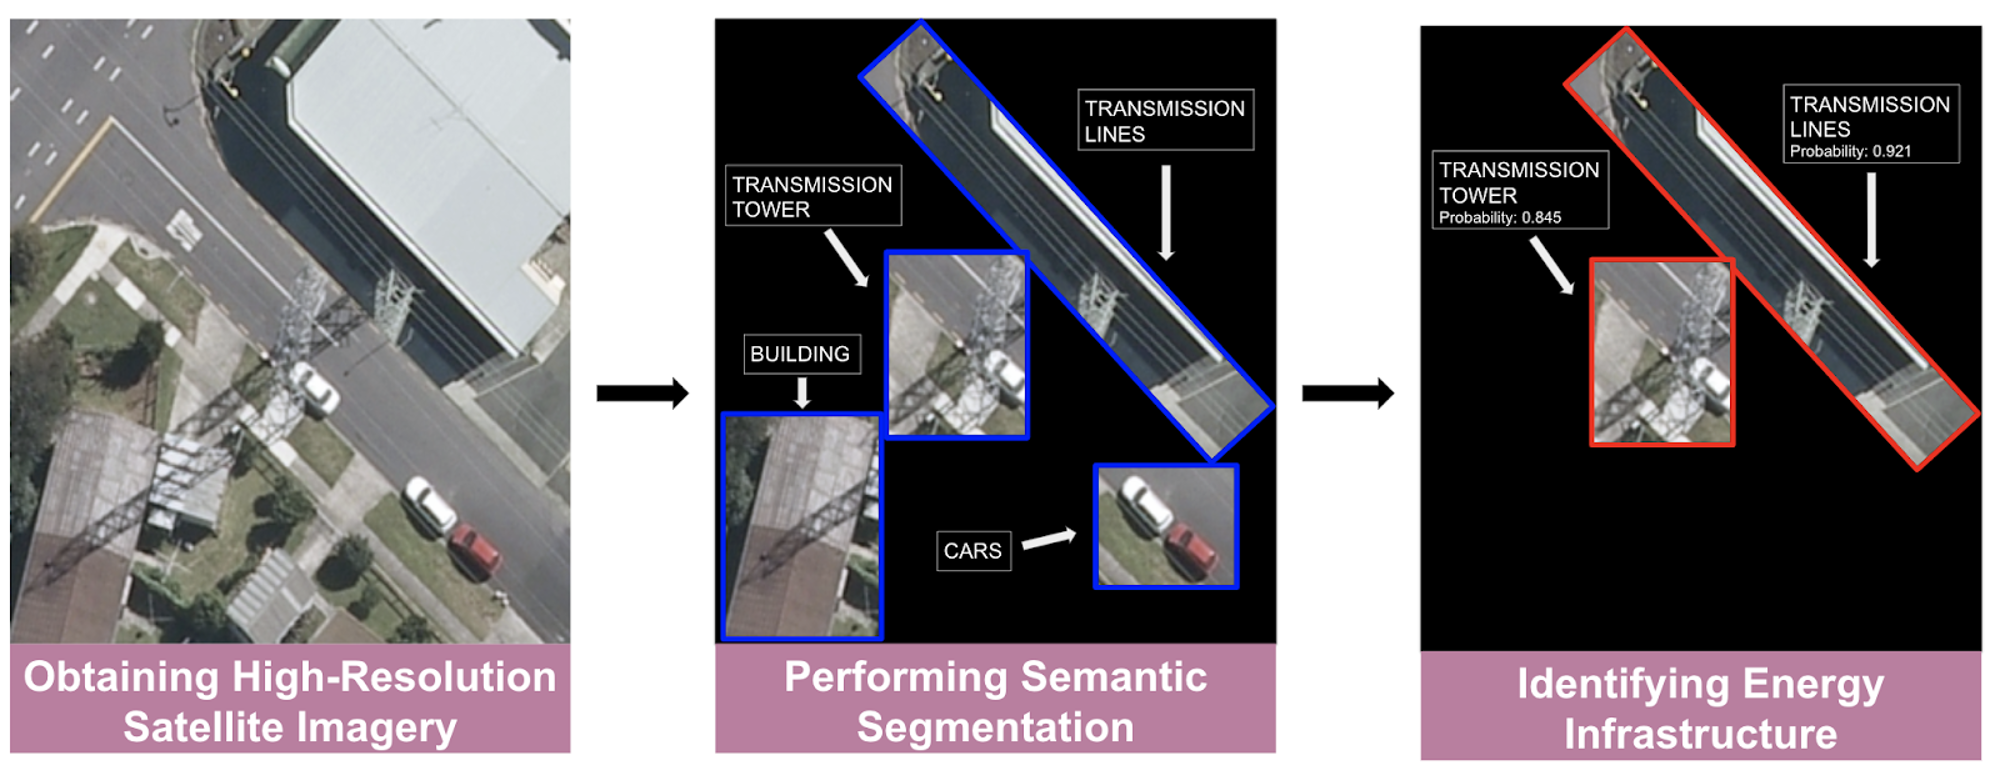 TRANSMISSION
LINES
TRANSMISSION
TOWER
BUILDING
CARS
TRANSMISSION
LINES
Probability: 0.921
TRANSMISSION
TOWER
Probability: 0.845
Obtaining High-Resolution
Satellite Imagery
Performing Semantic
Segmentation
Identifying Energy
Infrastructure